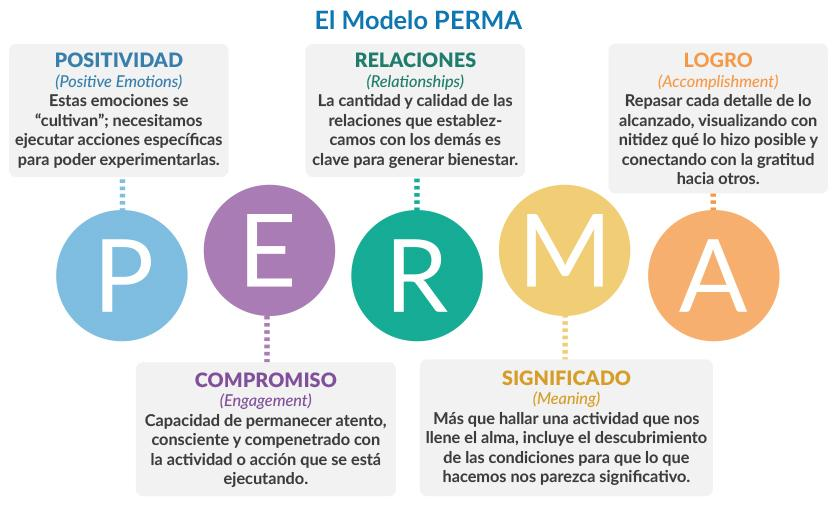 El Modelo PERMA
POSITIVIDAD
(Positive Emotions)
Estas emociones se
“cultivan”; necesitamos
ejecutar acciones específicas
para poder experimentarlas.
RELACIONES
(Relationships)
La cantidad y calidad de las
relaciones que establez-
camos con los demás es
clave para generar bienestar.
LOGRO
(Accomplishment)
Repasar cada detalle de lo
alcanzado, visualizando con
nitidez qué lo hizo posible y
conectando con la gratitud
hacia otros.
P E R M A
COMPROMISO
(Engagement)
Capacidad de permanecer atento,
consciente y compenetrado con
la actividad o acción que se está
ejecutando.
SIGNIFICADO
(Meaning)
Más que hallar una actividad que nos
llene el alma, incluye el descubrimiento
de las condiciones para que lo que
hacemos nos parezca significativo.